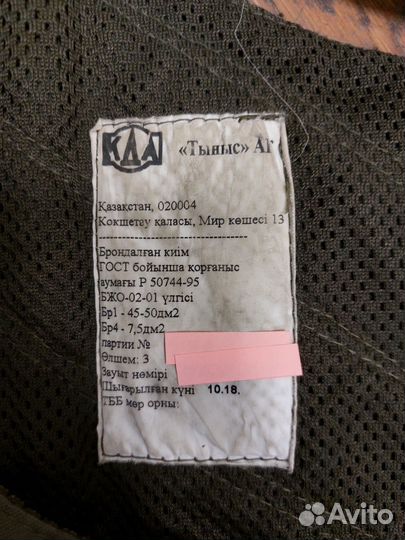 КДА
«Тыныс» АГ
Қазақстан, 020004
Көкшетау қаласы, Мир көшесі 13
Брондалған киім
ГОСТ бойынша қорғаныс
аумағы Р 50744-95
БЖО-02-01 үлгісі
Бр1 - 45-50дм2
Бр4 - 7,5дм2
партии №
Өлшем: 3
Зауыт немірі
Шығарылған күні 10.18.
ТББ мөр орны:
Avito